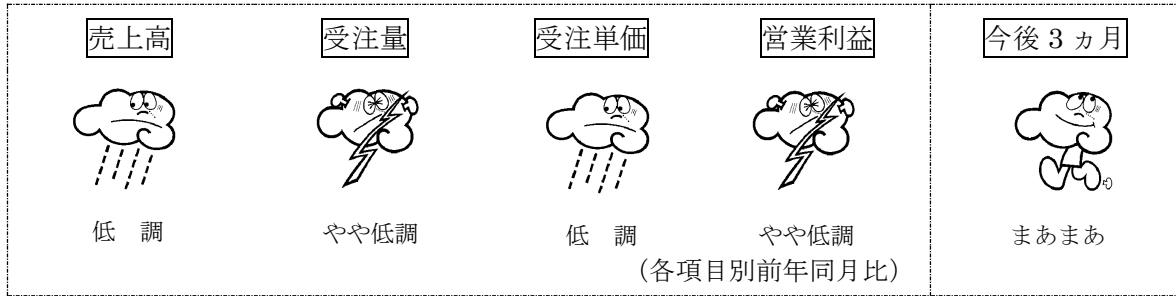 売上高 受注量 受注単価 営業利益 今後3ヵ月
低 調 やや低調 低 調 やや低調 まあまあ
(各項目別前年同月比)